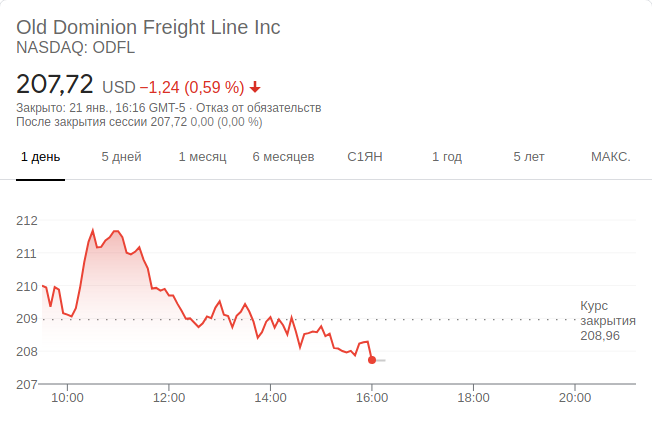 Old Dominion Freight Line Inc
NASDAQ: ODFL
207,72 USD −1,24 (0,59 %)
Закрыто: 21 янв., 16:16 GMT-5 · Отказ от обязательств
После закрытия сессии 207,72 0,00 (0,00 %)
1 день 5 дней 1 месяц 6 месяцев С1ЯН 1 год 5 лет МАКС.
212
211
210
209
208
207
Курс
закрытия
208,96
10:00 12:00 14:00 16:00 18:00 20:00